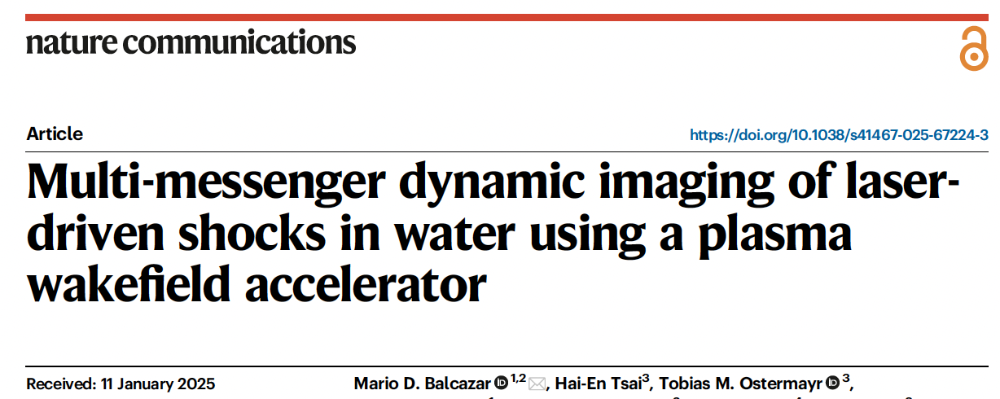 nature communications
Article
https://doi.org/10.1038/s41467-025-67224-3
Multi-messenger dynamic imaging of laser-
driven shocks in water using a plasma
wakefield accelerator
Received: 11 January 2025
Mario D. Balcazar 1,2, Hai-En Tsai3, Tobias M. Ostermayr 3,